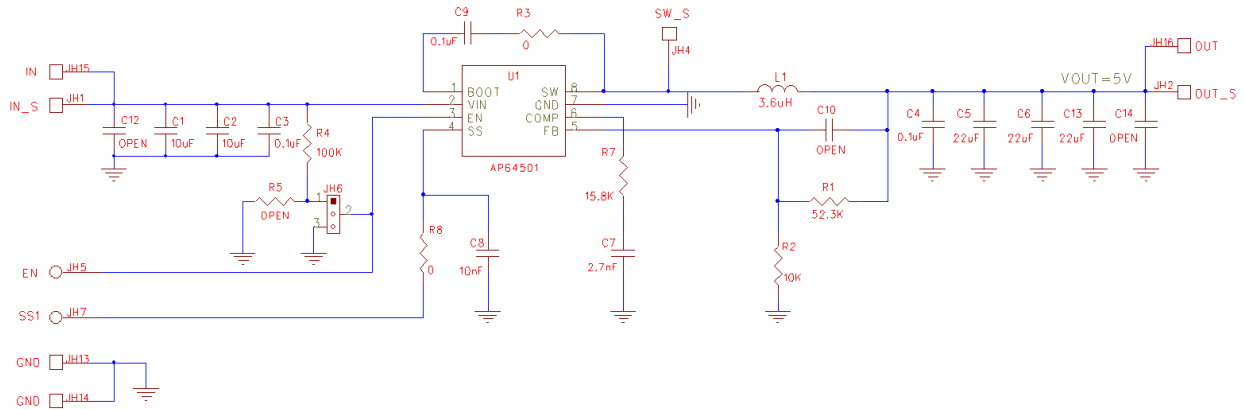 C9
0.1uF
R3
0
SW_S
JH4
U1
1 BOOT SW 8
2 VIN GND 7
3 EN COMP 6
4 SS FB 5
AP64501
IN JH15
IN_S JH1
C12
OPEN
C1
10uF
C2
10uF
C3
0.1uF
R4
100K
R5
OPEN
JH6
1
2
3
R8
0
C8
10nF
R7
15.8K
C7
2.7nF
L1
3.6uH
C10
OPEN
R1
52.3K
R2
10K
VOUT=5V
JH16 OUT
JH2 OUT_S
C4
0.1uF
C5
22uF
C6
22uF
C13
22uF
C14
OPEN
EN JH5
SS1 JH7
GND JH13
GND JH14